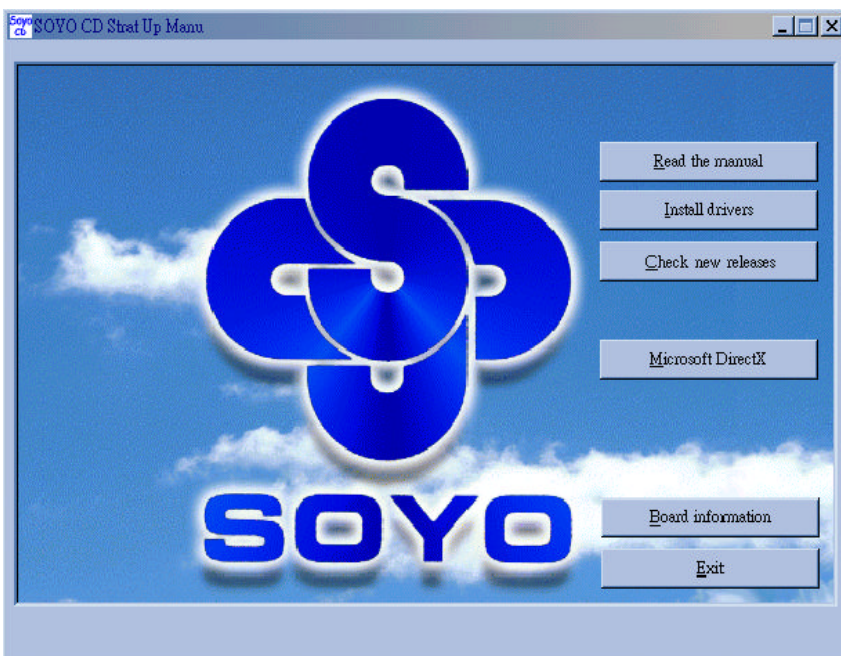 Soyo
CD
SOYO CD Strat Up Manu
Read the manual
Install drivers
Check new releases
Microsoft DirectX
SOYO
Board information
Exit